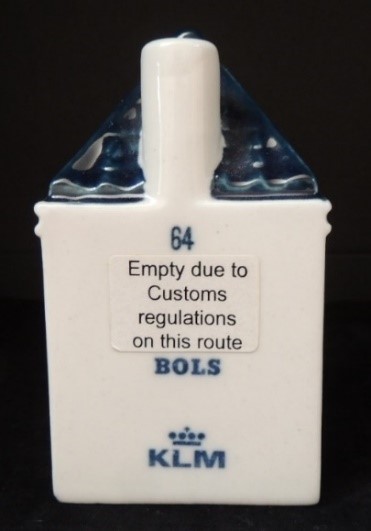 64
Empty due to
Customs
regulations
on this route
BOLS
KLM